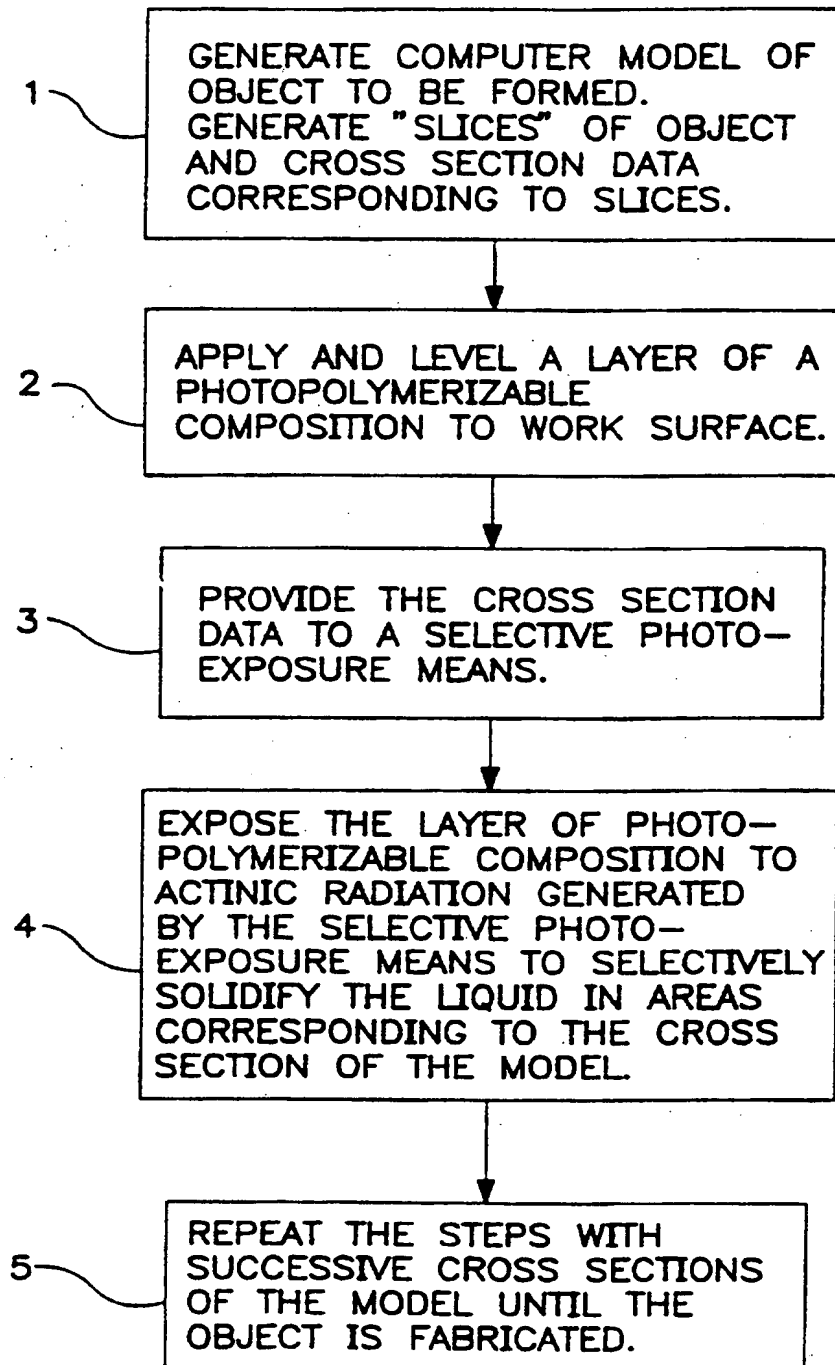 1
GENERATE COMPUTER MODEL OF
OBJECT TO BE FORMED.
GENERATE "SLICES" OF OBJECT
AND CROSS SECTION DATA
CORRESPONDING TO SLICES.
2
APPLY AND LEVEL A LAYER OF A
PHOTOPOLYMERIZABLE
COMPOSITION TO WORK SURFACE.
3
PROVIDE THE CROSS SECTION
DATA TO A SELECTIVE PHOTO-
EXPOSURE MEANS.
4
EXPOSE THE LAYER OF PHOTO-
POLYMERIZABLE COMPOSITION TO
ACTINIC RADIATION GENERATED
BY THE SELECTIVE PHOTO-
EXPOSURE MEANS TO SELECTIVELY
SOLIDIFY THE LIQUID IN AREAS
CORRESPONDING TO THE CROSS
SECTION OF THE MODEL.
5
REPEAT THE STEPS WITH
SUCCESSIVE CROSS SECTIONS
OF THE MODEL UNTIL THE
OBJECT IS FABRICATED.